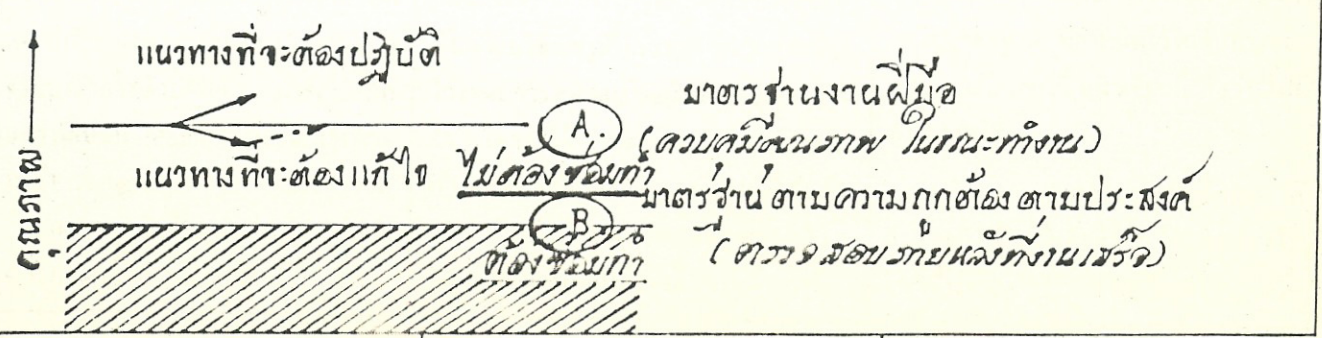 แนวทางที่จะต้องปฏิบัติ
มาตรฐานงานฝีมือ
A.
(ควบคุมคุณภาพ ในขณะทำงาน)
แนวทางที่จะต้องแก้ไข
ไม่ต้องซ่อมทำ
มาตรฐาน ตามความถูกต้อง ตามประสงค์
B
ต้องซ่อมทำ
(ตรวจสอบภายหลังที่งานเสร็จ)
คุณภาพ